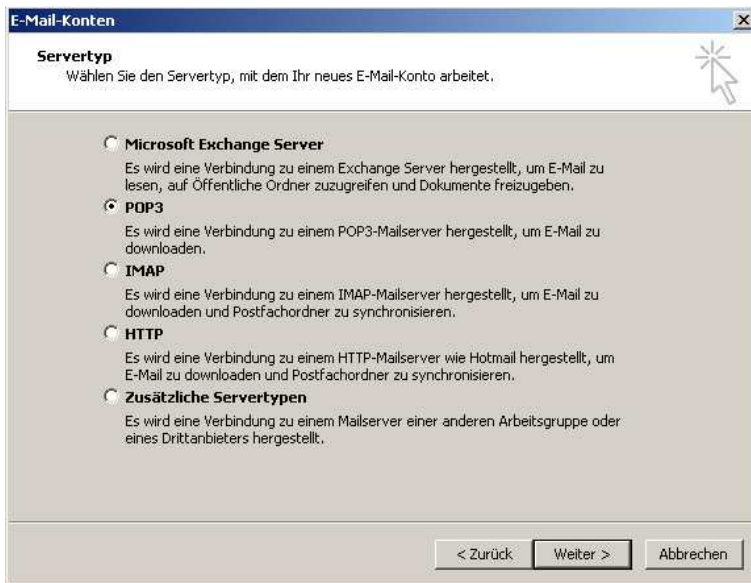 E-Mail-Konten
Servertyp
Wählen Sie den Servertyp, mit dem Ihr neues E-Mail-Konto arbeitet.
Microsoft Exchange Server
Es wird eine Verbindung zu einem Exchange Server hergestellt, um E-Mail zu
lesen, auf Öffentliche Ordner zuzugreifen und Dokumente freizugeben.
POP3
Es wird eine Verbindung zu einem POP3-Mailserver hergestellt, um E-Mail zu
downloaden.
IMAP
Es wird eine Verbindung zu einem IMAP-Mailserver hergestellt, um E-Mail zu
downloaden und Postfachordner zu synchronisieren.
HTTP
Es wird eine Verbindung zu einem HTTP-Mailserver wie Hotmail hergestellt, um
E-Mail zu downloaden und Postfachordner zu synchronisieren.
Zusätzliche Servertypen
Es wird eine Verbindung zu einem Mailserver einer anderen Arbeitsgruppe oder
eines Drittanbieters hergestellt.
< Zurück Weiter > Abbrechen